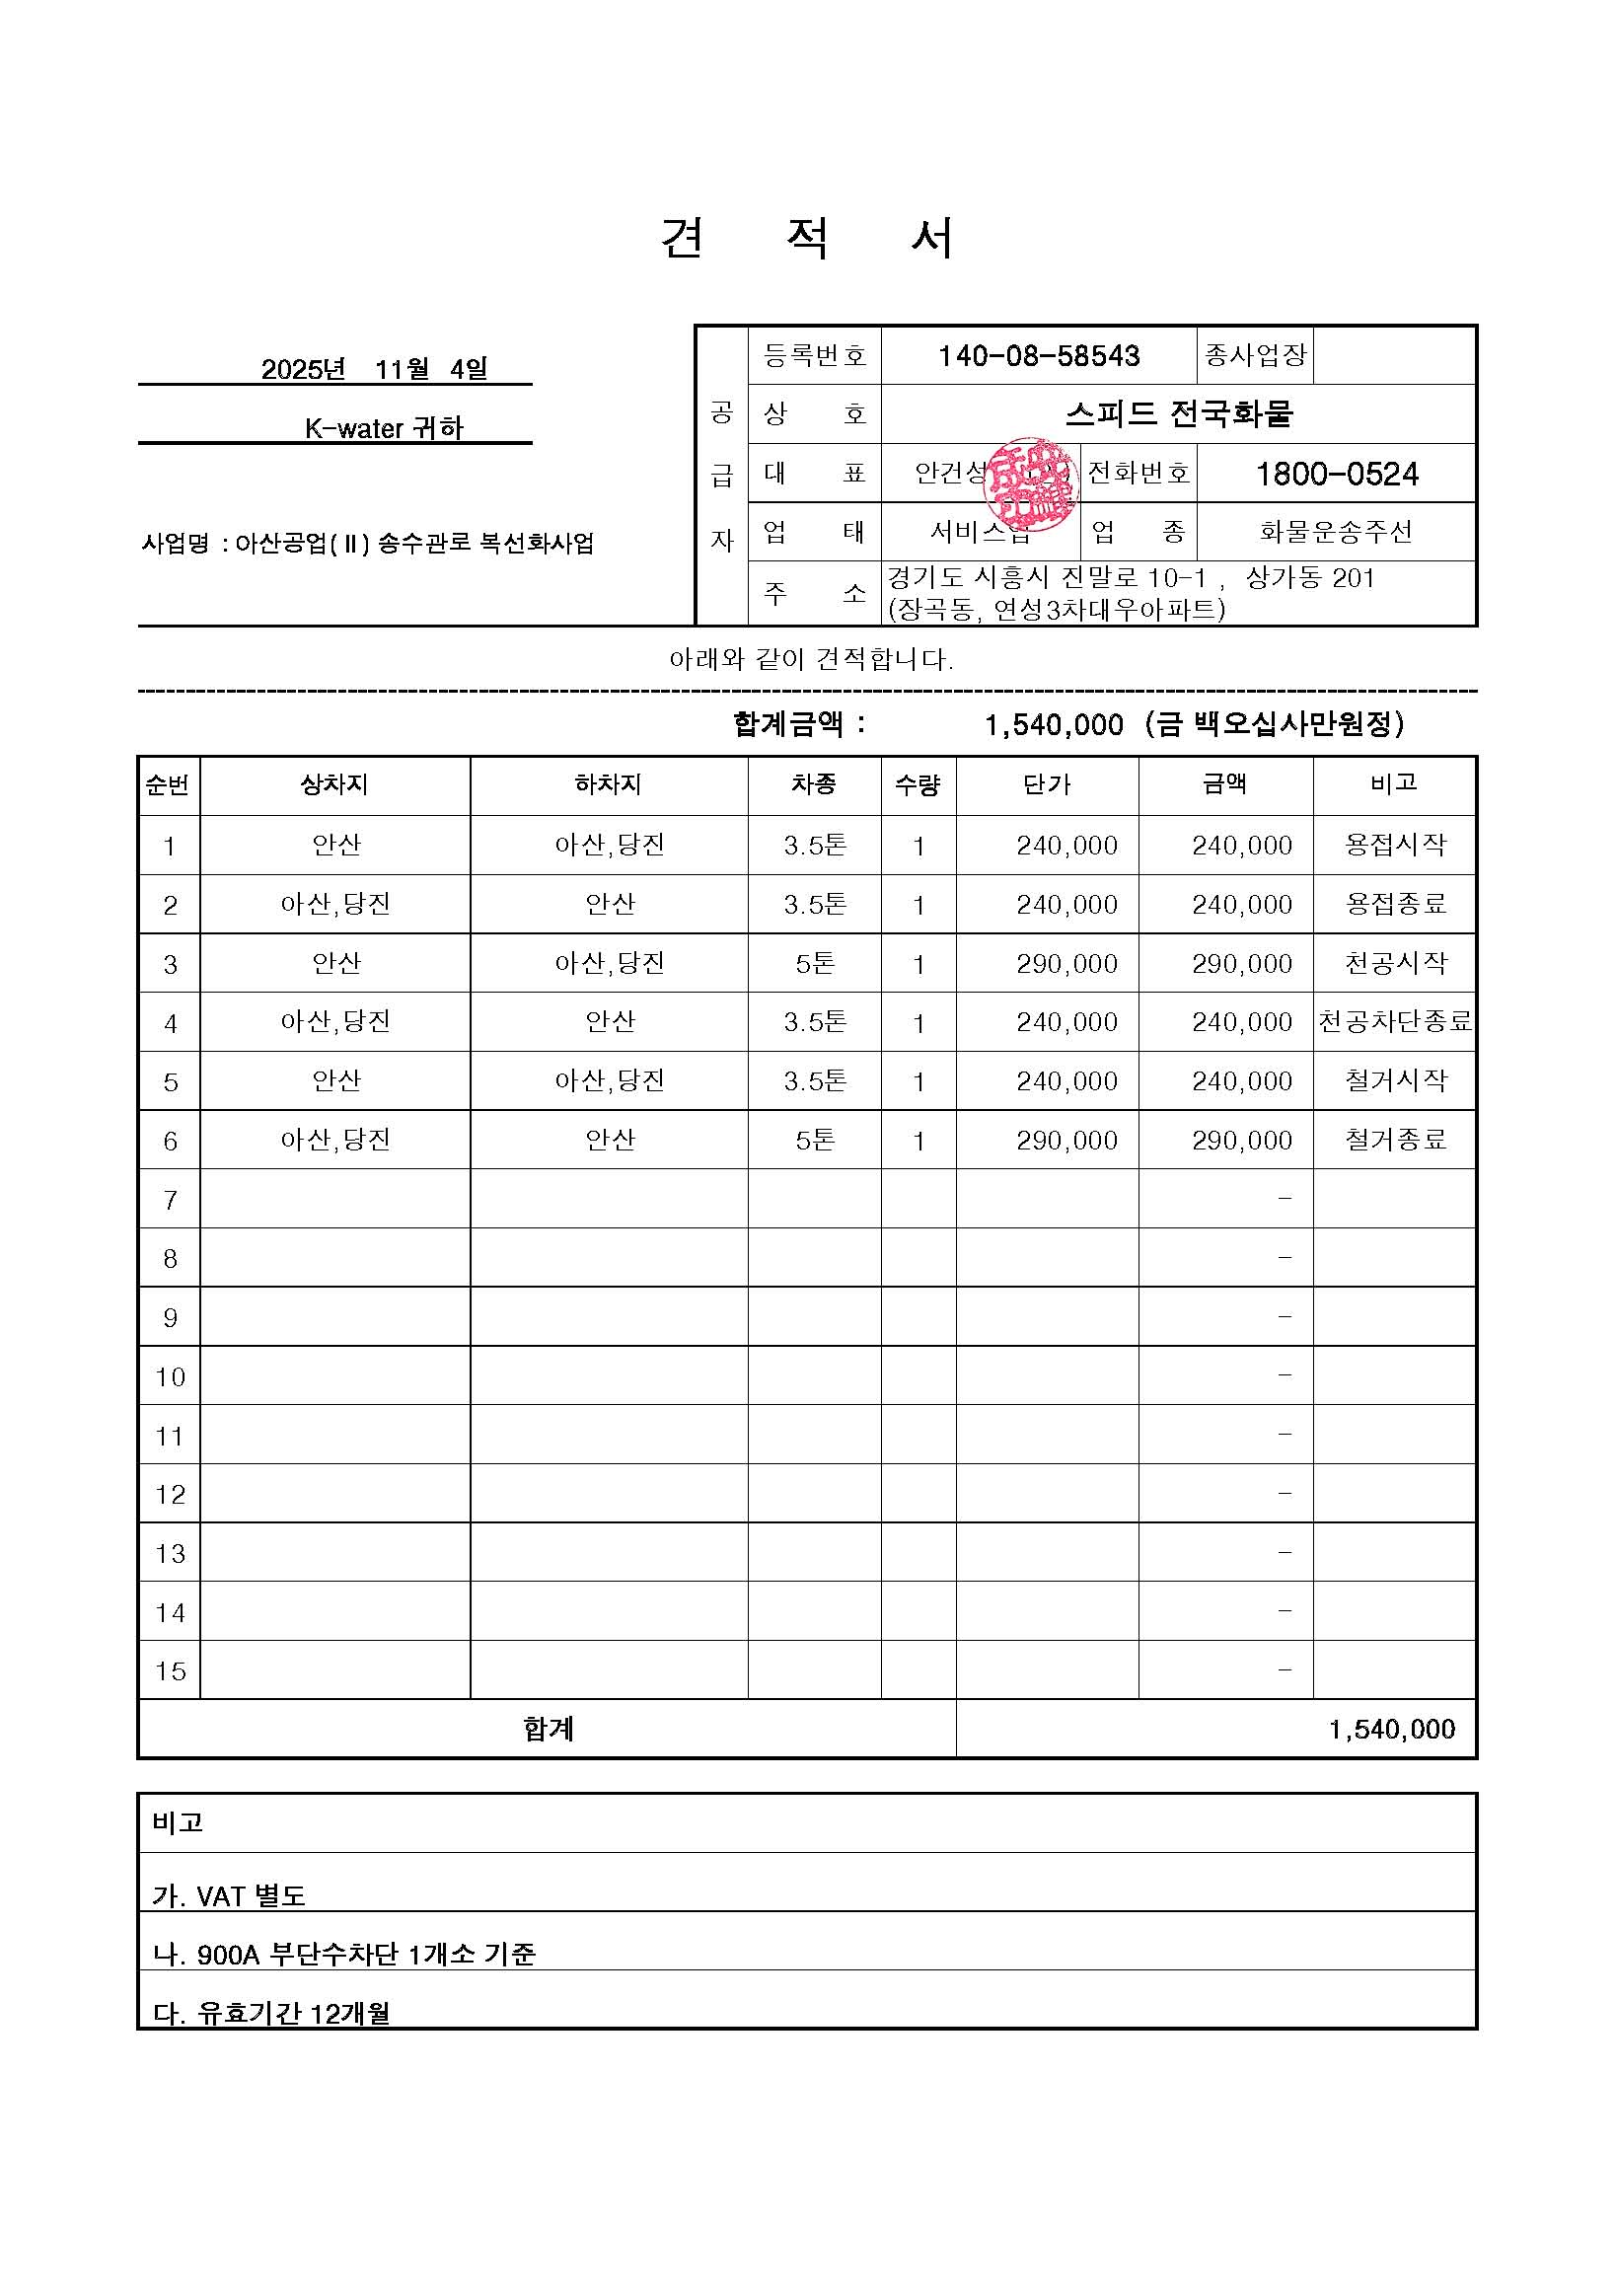 견 적 서
2025년 11월 4일
K-water 귀하
사업명 : 아산공업(Ⅱ) 송수관로 복선화사업
공급자
등록번호 140-08-58543 종사업장
상 호 스피드 전국화물
대 표 안건성 전화번호 1800-0524
업 태 서비스업 업 종 화물운송주선
주 소 경기도 시흥시 진말로 10-1 , 상가동 201
(장곡동, 연성3차대우아파트)
아래와 같이 견적합니다.
합계금액 : 1,540,000 (금 백오십사만원정)
순번 상차지 하차지 차종 수량 단가 금액 비고
1 안산 아산,당진 3.5톤 1 240,000 240,000 용접시작
2 아산,당진 안산 3.5톤 1 240,000 240,000 용접종료
3 안산 아산,당진 5톤 1 290,000 290,000 천공시작
4 아산,당진 안산 3.5톤 1 240,000 240,000 천공차단종료
5 안산 아산,당진 3.5톤 1 240,000 240,000 철거시작
6 아산,당진 안산 5톤 1 290,000 290,000 철거종료
7 -
8 -
9 -
10 -
11 -
12 -
13 -
14 -
15 -
합계 1,540,000
비고
가. VAT 별도
나. 900A 부단수차단 1개소 기준
다. 유효기간 12개월